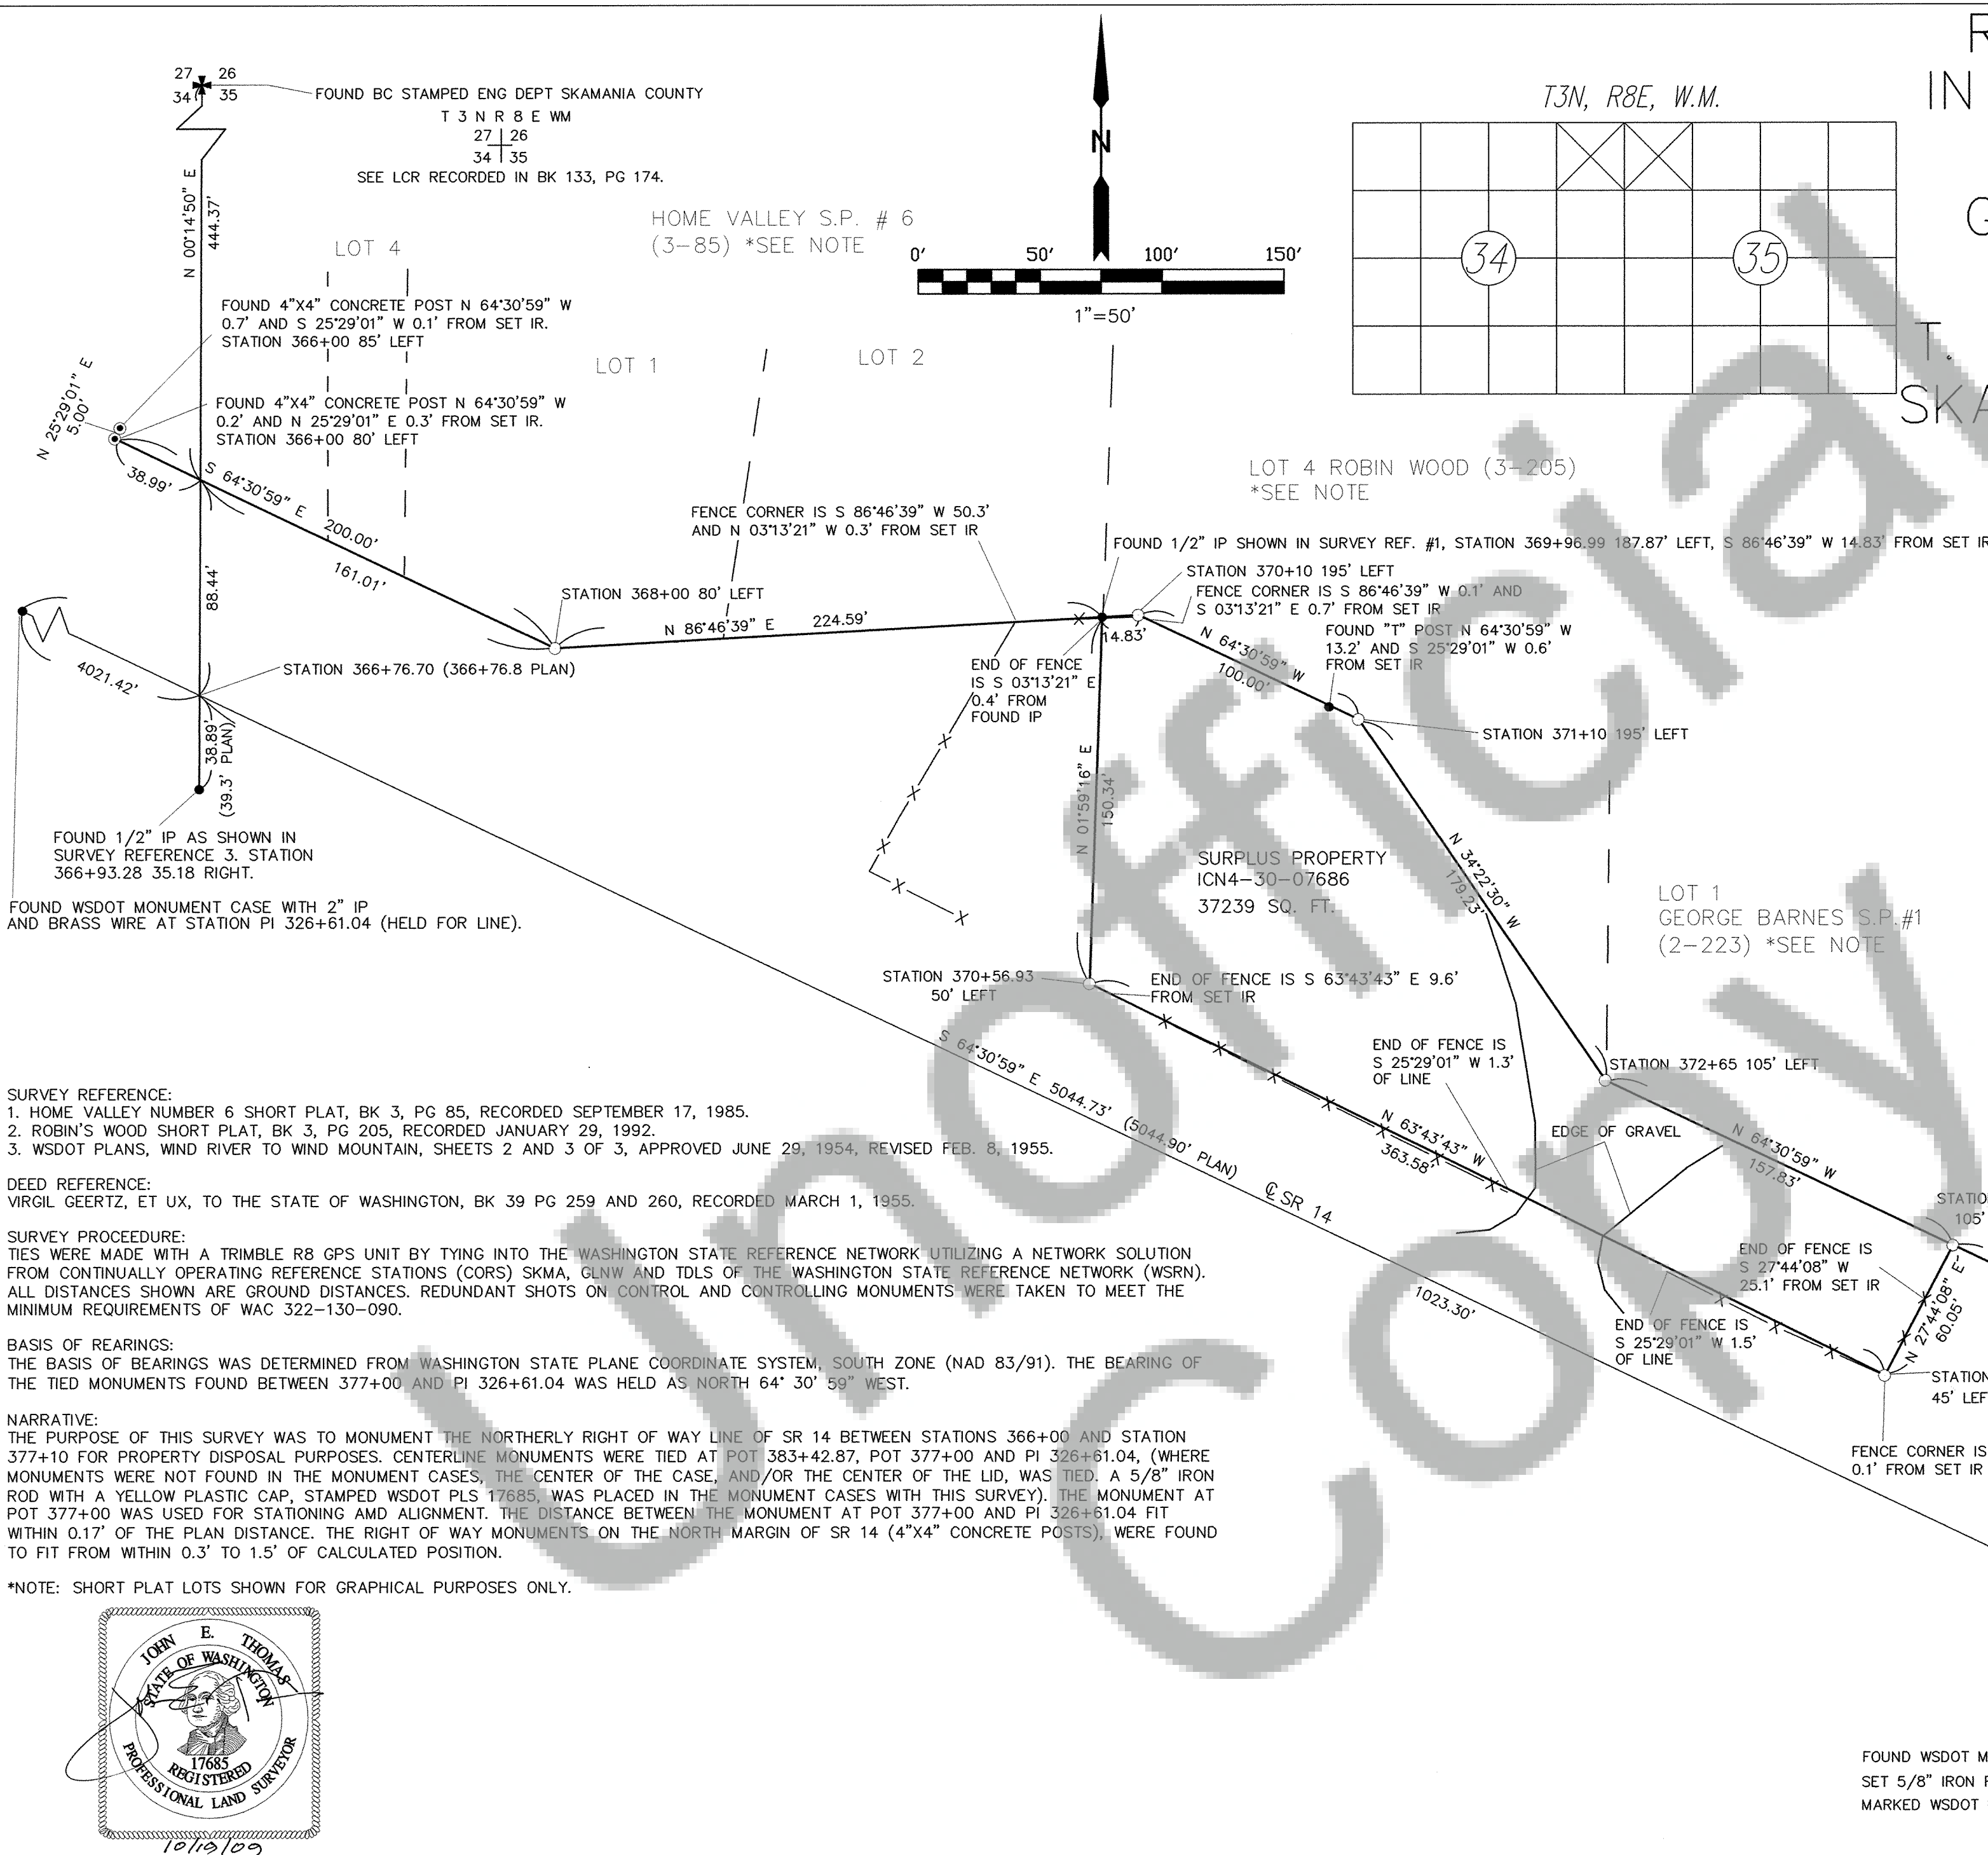 27 26
34 35
FOUND BC STAMPED ENG DEPT SKAMANIA COUNTY
T 3 N R 8 E WM
27 26
34 35
SEE LCR RECORDED IN BK 133, PG 174.
N 00°14'50" E
444.37'
LOT 4
HOME VALLEY S.P. # 6
(3-85) *SEE NOTE
N
0' 50' 100' 150'
1"=50'
T3N, R8E, W.M.
34
35
IN
T.
SKA
FOUND 4"X4" CONCRETE POST N 64°30'59" W
0.7' AND S 25°29'01" W 0.1' FROM SET IR.
STATION 366+00 85' LEFT
LOT 1
LOT 2
N 25°29'01" E
5.00'
FOUND 4"X4" CONCRETE POST N 64°30'59" W
0.2' AND N 25°29'01" E 0.3' FROM SET IR.
STATION 366+00 80' LEFT
38.99'
S 64°30'59" E
200.00'
161.01'
LOT 4 ROBIN WOOD (3-205)
*SEE NOTE
FENCE CORNER IS S 86°46'39" W 50.3'
AND N 03°13'21" W 0.3' FROM SET IR
FOUND 1/2" IP SHOWN IN SURVEY REF. #1, STATION 369+96.99 187.87' LEFT, S 86°46'39" W 14.83' FROM SET IR
STATION 370+10 195' LEFT
FENCE CORNER IS S 86°46'39" W 0.1' AND
S 03°13'21" E 0.7' FROM SET IR
88.44'
STATION 368+00 80' LEFT
N 86°46'39" E
224.59'
14.83'
N 64°30'59" W
100.00'
FOUND "T" POST N 64°30'59" W
13.2' AND S 25°29'01" W 0.6'
FROM SET IR
4021.42'
STATION 366+76.70 (366+76.8 PLAN)
END OF FENCE
IS S 03°13'21" E
0.4' FROM
FOUND IP
STATION 371+10 195' LEFT
38.89'
(39.3' PLAN)
N 01°59'16" E
150.34'
FOUND 1/2" IP AS SHOWN IN
SURVEY REFERENCE 3. STATION
366+93.28 35.18 RIGHT.
SURPLUS PROPERTY
ICN4-30-07686
37239 SQ. FT.
N 34°22'30" W
179.23'
LOT 1
GEORGE BARNES S.P.#1
(2-223) *SEE NOTE
FOUND WSDOT MONUMENT CASE WITH 2" IP
AND BRASS WIRE AT STATION PI 326+61.04 (HELD FOR LINE).
STATION 370+56.93
50' LEFT
END OF FENCE IS S 63°43'43" E 9.6'
FROM SET IR
S 64°30'59" E 5044.73' (5044.90' PLAN)
℄ SR 14
END OF FENCE IS
S 25°29'01" W 1.3'
OF LINE
STATION 372+65 105' LEFT
N 63°43'43" W
363.58'
EDGE OF GRAVEL
N 64°30'59" W
157.83'
STATIO
105'
END OF FENCE IS
S 27°44'08" W
25.1' FROM SET IR
N 27°44'08" E
60.05'
1023.30'
END OF FENCE IS
S 25°29'01" W 1.5'
OF LINE
STATION
45' LEF
FENCE CORNER IS
0.1' FROM SET IR
SURVEY REFERENCE:
1. HOME VALLEY NUMBER 6 SHORT PLAT, BK 3, PG 85, RECORDED SEPTEMBER 17, 1985.
2. ROBIN'S WOOD SHORT PLAT, BK 3, PG 205, RECORDED JANUARY 29, 1992.
3. WSDOT PLANS, WIND RIVER TO WIND MOUNTAIN, SHEETS 2 AND 3 OF 3, APPROVED JUNE 29, 1954, REVISED FEB. 8, 1955.
DEED REFERENCE:
VIRGIL GEERTZ, ET UX, TO THE STATE OF WASHINGTON, BK 39 PG 259 AND 260, RECORDED MARCH 1, 1955.
SURVEY PROCEEDURE:
TIES WERE MADE WITH A TRIMBLE R8 GPS UNIT BY TYING INTO THE WASHINGTON STATE REFERENCE NETWORK UTILIZING A NETWORK SOLUTION
FROM CONTINUALLY OPERATING REFERENCE STATIONS (CORS) SKMA, GLNW AND TDLS OF THE WASHINGTON STATE REFERENCE NETWORK (WSRN).
ALL DISTANCES SHOWN ARE GROUND DISTANCES. REDUNDANT SHOTS ON CONTROL AND CONTROLLING MONUMENTS WERE TAKEN TO MEET THE
MINIMUM REQUIREMENTS OF WAC 322-130-090.
BASIS OF REARINGS:
THE BASIS OF BEARINGS WAS DETERMINED FROM WASHINGTON STATE PLANE COORDINATE SYSTEM, SOUTH ZONE (NAD 83/91). THE BEARING OF
THE TIED MONUMENTS FOUND BETWEEN 377+00 AND PI 326+61.04 WAS HELD AS NORTH 64° 30' 59" WEST.
NARRATIVE:
THE PURPOSE OF THIS SURVEY WAS TO MONUMENT THE NORTHERLY RIGHT OF WAY LINE OF SR 14 BETWEEN STATIONS 366+00 AND STATION
377+10 FOR PROPERTY DISPOSAL PURPOSES. CENTERLINE MONUMENTS WERE TIED AT POT 383+42.87, POT 377+00 AND PI 326+61.04, (WHERE
MONUMENTS WERE NOT FOUND IN THE MONUMENT CASES, THE CENTER OF THE CASE, AND/OR THE CENTER OF THE LID, WAS TIED. A 5/8" IRON
ROD WITH A YELLOW PLASTIC CAP, STAMPED WSDOT PLS 17685, WAS PLACED IN THE MONUMENT CASES WITH THIS SURVEY). THE MONUMENT AT
POT 377+00 WAS USED FOR STATIONING AMD ALIGNMENT. THE DISTANCE BETWEEN THE MONUMENT AT POT 377+00 AND PI 326+61.04 FIT
WITHIN 0.17' OF THE PLAN DISTANCE. THE RIGHT OF WAY MONUMENTS ON THE NORTH MARGIN OF SR 14 (4"X4" CONCRETE POSTS), WERE FOUND
TO FIT FROM WITHIN 0.3' TO 1.5' OF CALCULATED POSITION.
*NOTE: SHORT PLAT LOTS SHOWN FOR GRAPHICAL PURPOSES ONLY.
JOHN E. THOMAS
STATE OF WASHINGTON
17685
REGISTERED
PROFESSIONAL LAND SURVEYOR
10/19/09
FOUND WSDOT M
SET 5/8" IRON
MARKED WSDOT
Unofficial
Copy